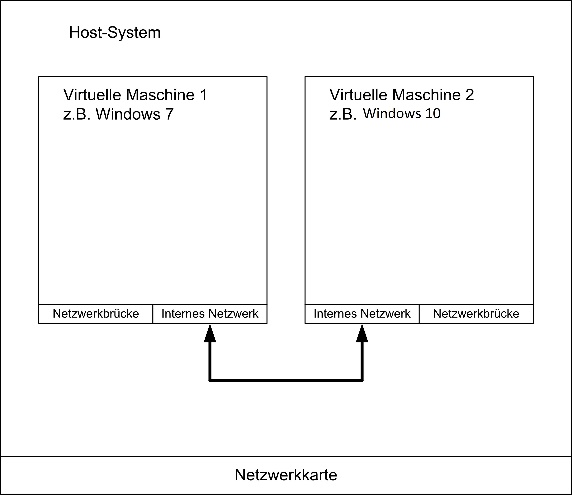 Host-System
Virtuelle Maschine 1
z.B. Windows 7
Virtuelle Maschine 2
z.B. Windows 10
Netzwerkbrücke
Internes Netzwerk
Internes Netzwerk
Netzwerkbrücke
Netzwerkkarte